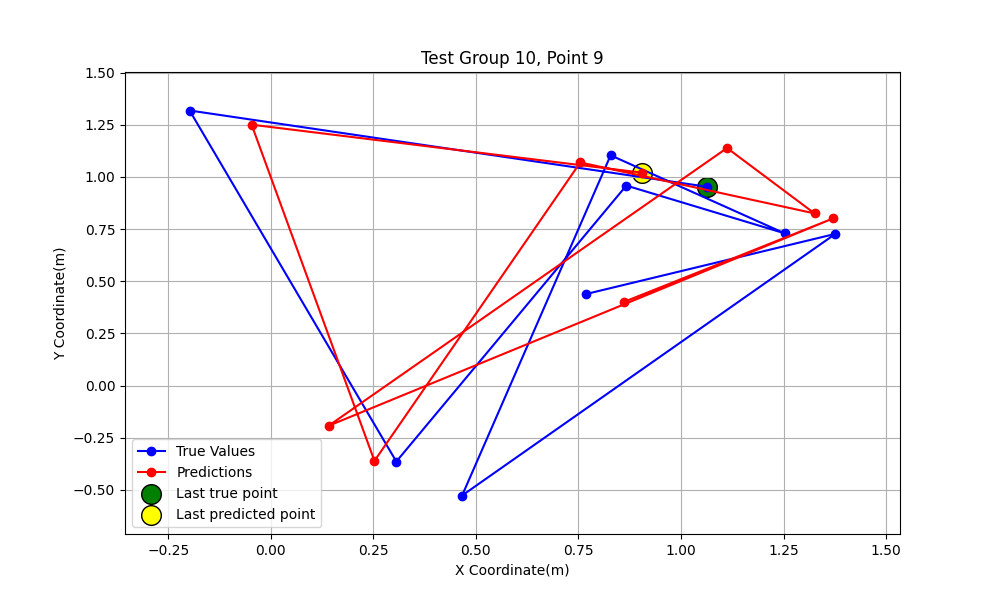 Test Group 10, Point 9
1.50
1.25
1.00
0.75
0.50
0.25
0.00
−0.25
−0.50
Y Coordinate(m)
True Values
Predictions
Last true point
Last predicted point
−0.25 0.00 0.25 0.50 0.75 1.00 1.25 1.50
X Coordinate(m)